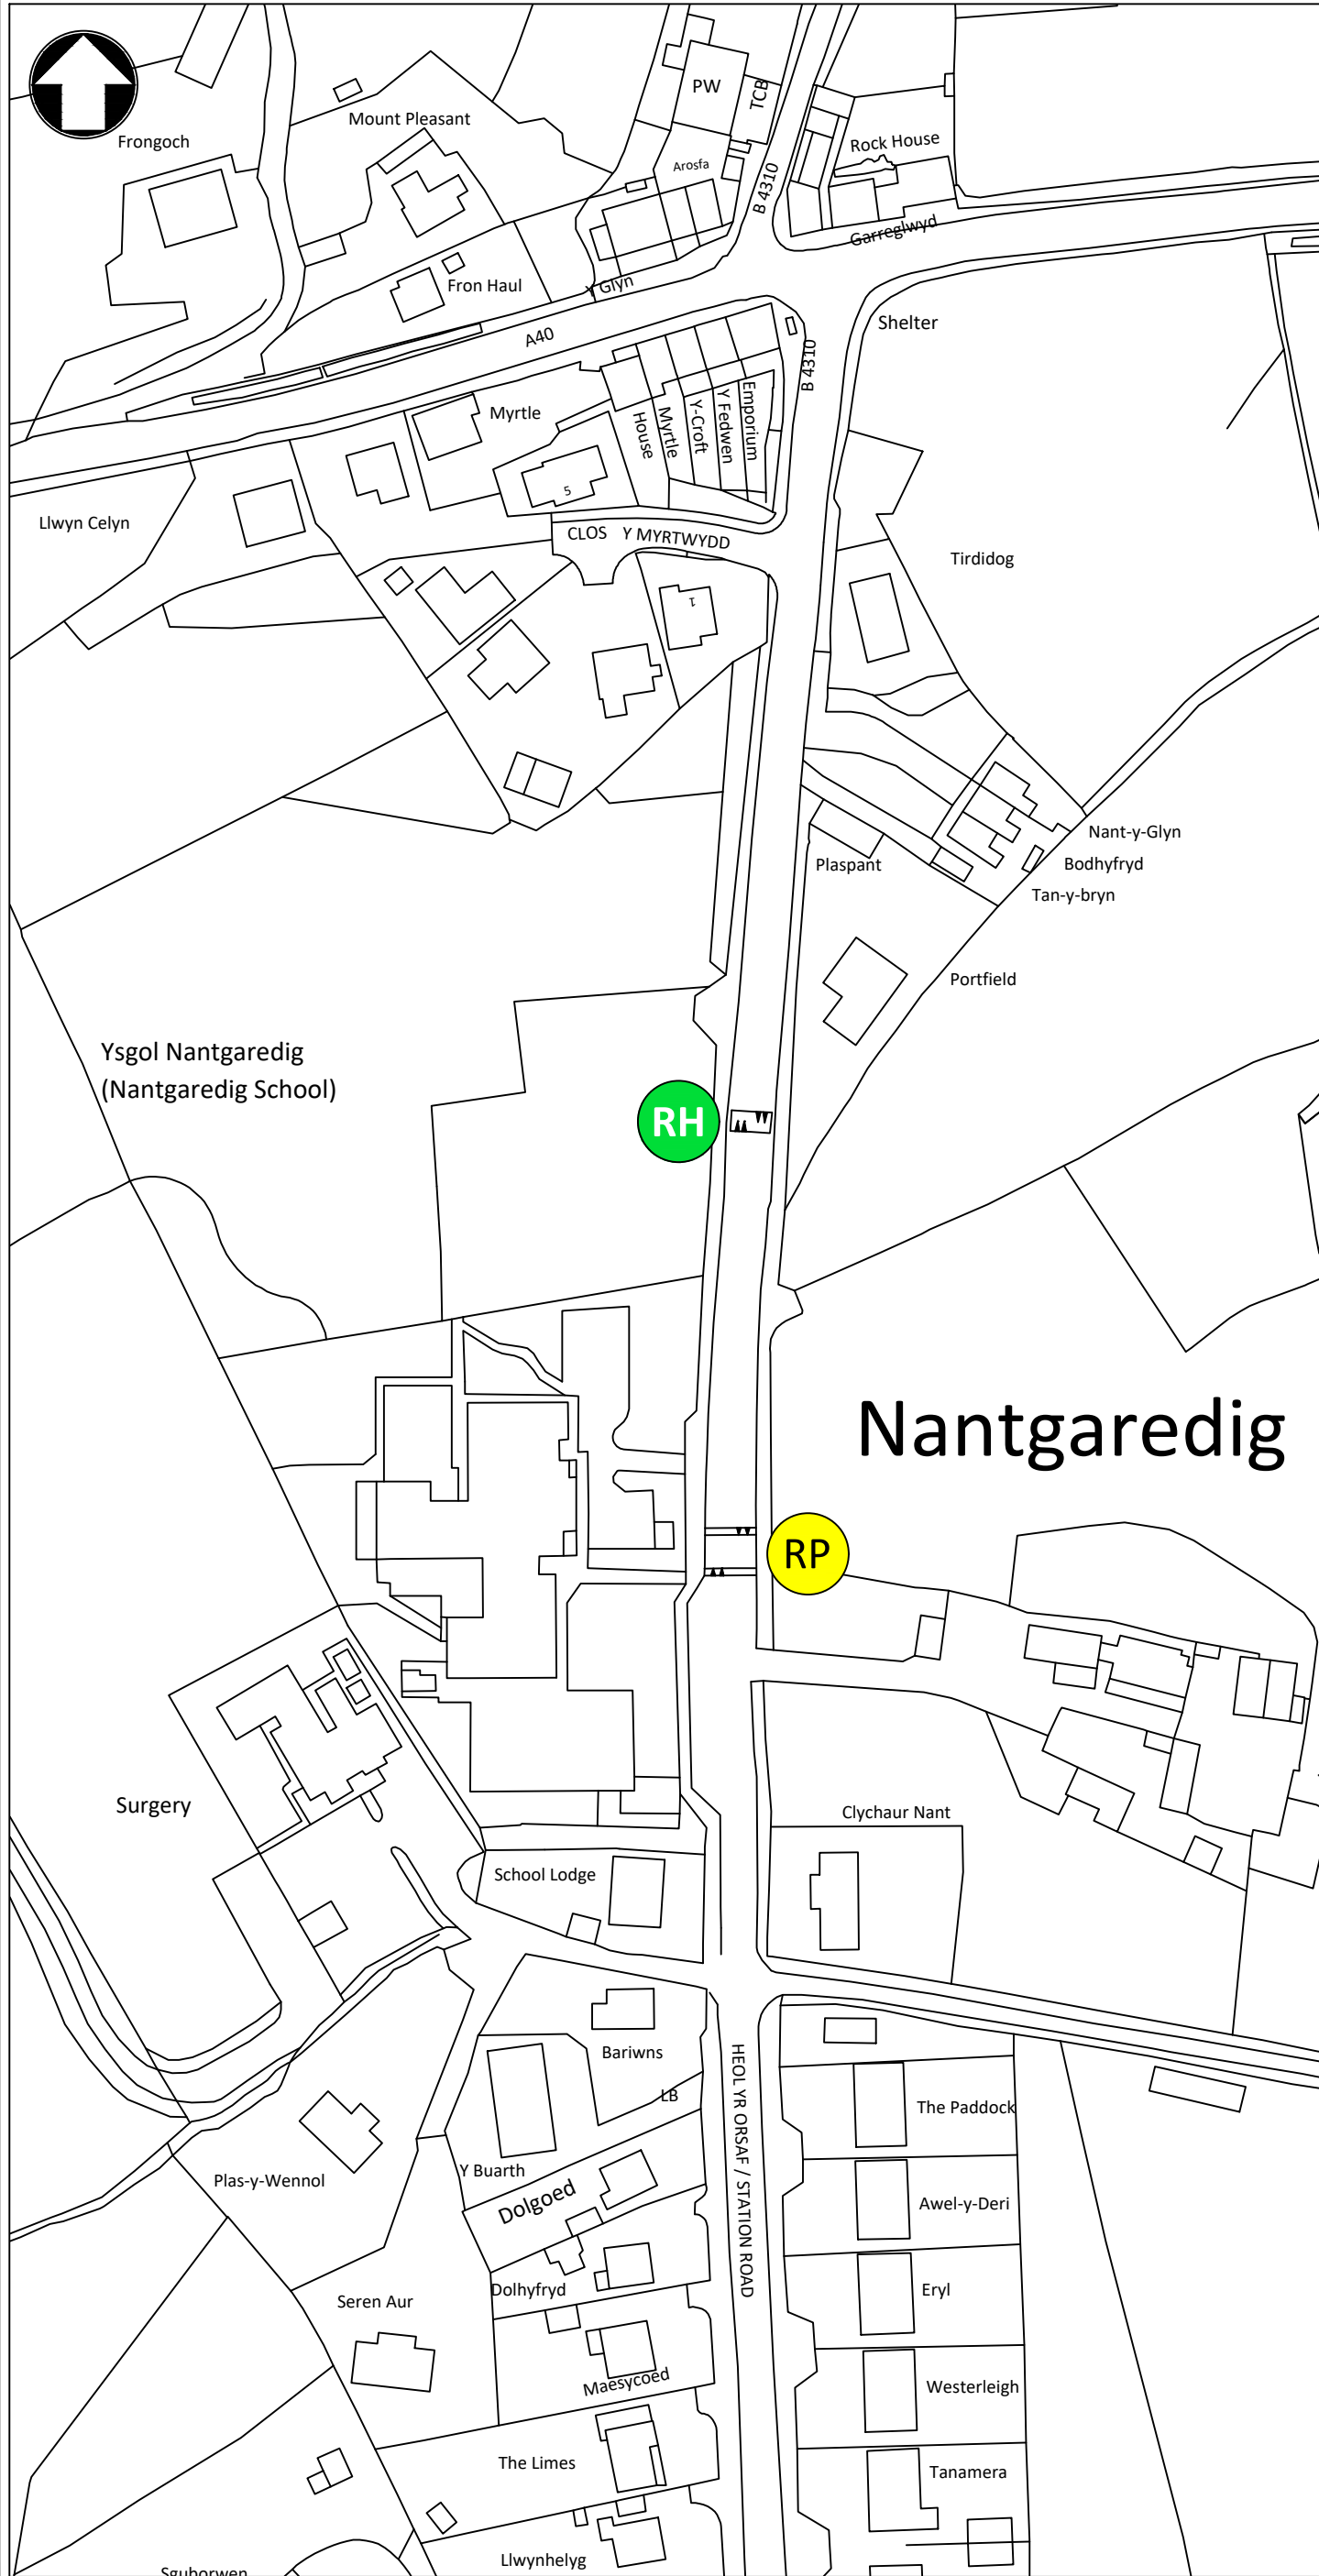 PW
TCB
Mount Pleasant
Frongoch
Rock House
Arosfa
B 4310
Garreglwyd
Fron Haul
Y Glyn
Shelter
A40
B 4310
Myrtle
House
Myrtle
Y-Croft
Y Fedwen
Emporium
5
Llwyn Celyn
CLOS Y MYRTWYDD
Tirdidog
1
Nant-y-Glyn
Plaspant
Bodhyfryd
Tan-y-bryn
Portfield
Ysgol Nantgaredig
(Nantgaredig School)
RH
Nantgaredig
RP
Surgery
Clychaur Nant
School Lodge
Bariwns
HEOL YR ORSAF / STATION ROAD
LB
The Paddock
Y Buarth
Plas-y-Wennol
Dolgoed
Awel-y-Deri
Dolhyfryd
Eryl
Seren Aur
Maesycoed
Westerleigh
The Limes
Tanamera
Llwynhelyg
Sguborwen